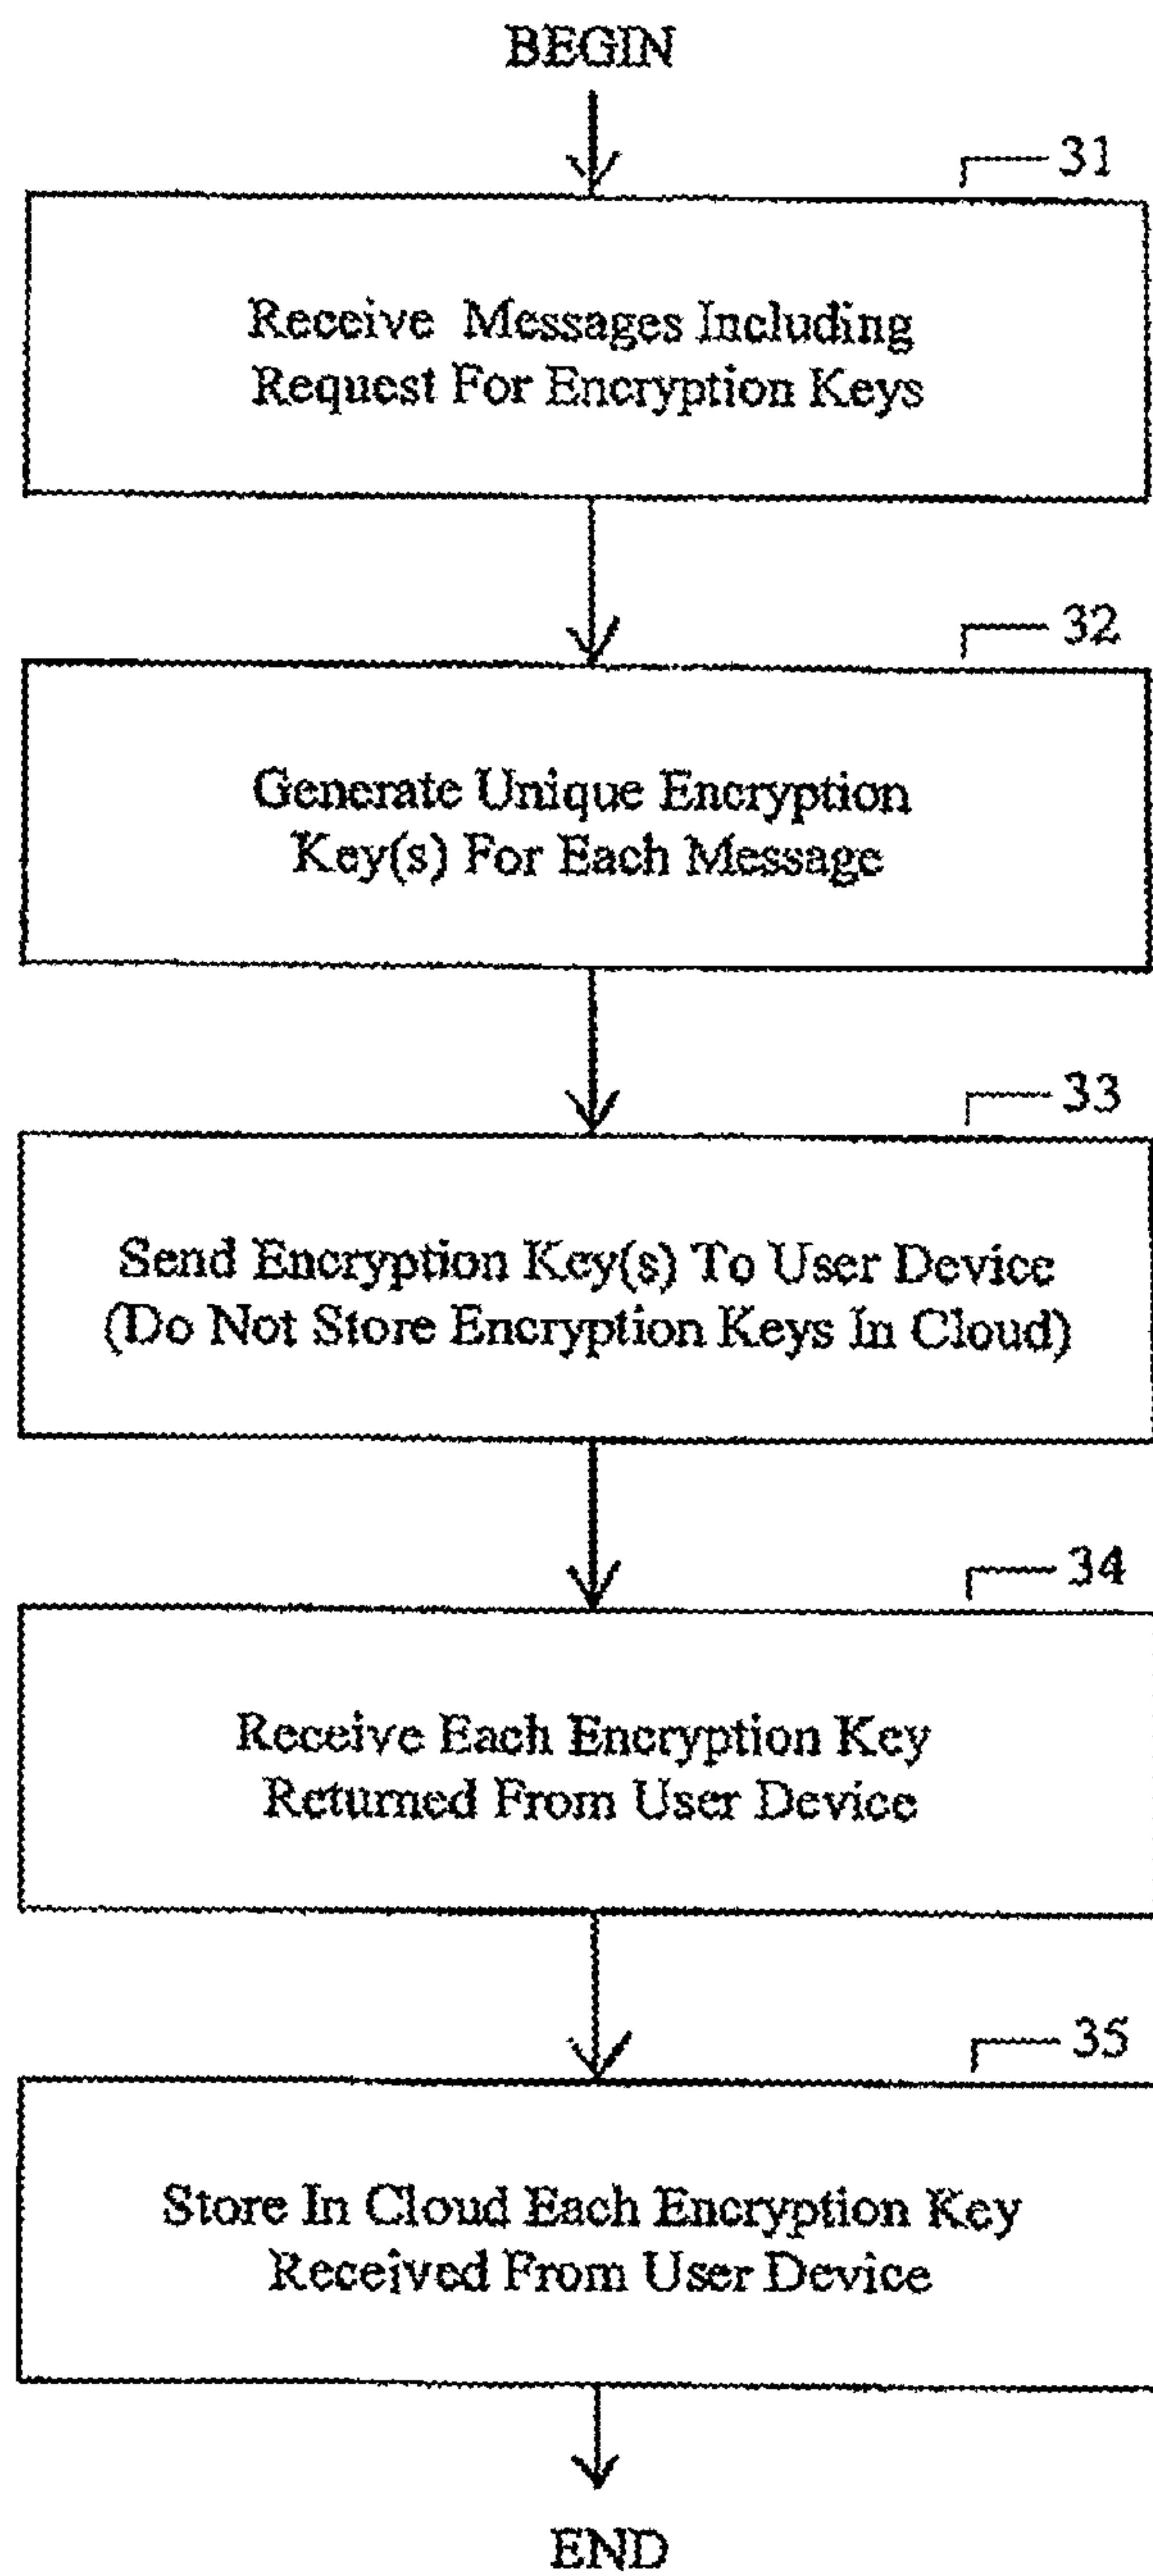 BEGIN
31
Receive Messages Including
Request For Encryption Keys
32
Generate Unique Encryption
Key(s) For Each Message
33
Send Encryption Key(s) To User Device
(Do Not Store Encryption Keys In Cloud)
34
Receive Each Encryption Key
Returned From User Device
35
Store In Cloud Each Encryption Key
Received From User Device
END